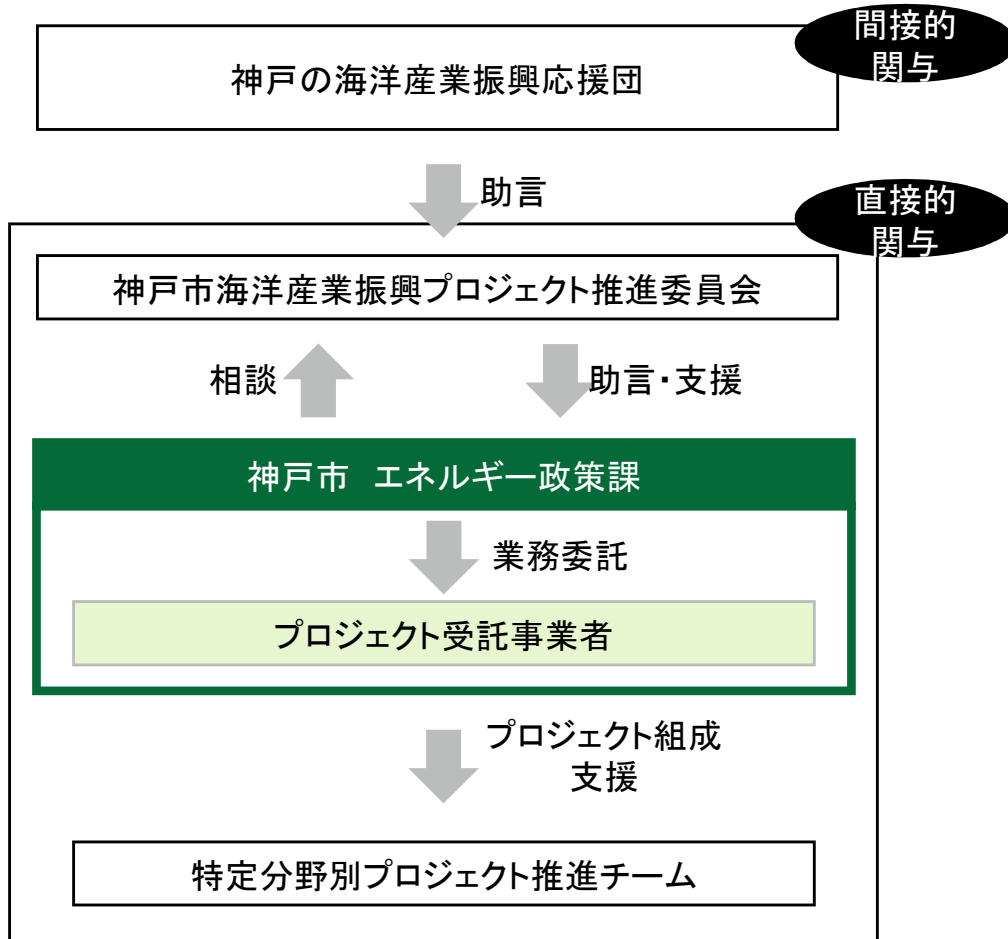 間接的
関与
神戸の海洋産業振興応援団
助言
直接的
関与
神戸市海洋産業振興プロジェクト推進委員会
相談
助言・支援
神戸市　エネルギー政策課
業務委託
プロジェクト受託事業者
プロジェクト組成
支援
特定分野別プロジェクト推進チーム